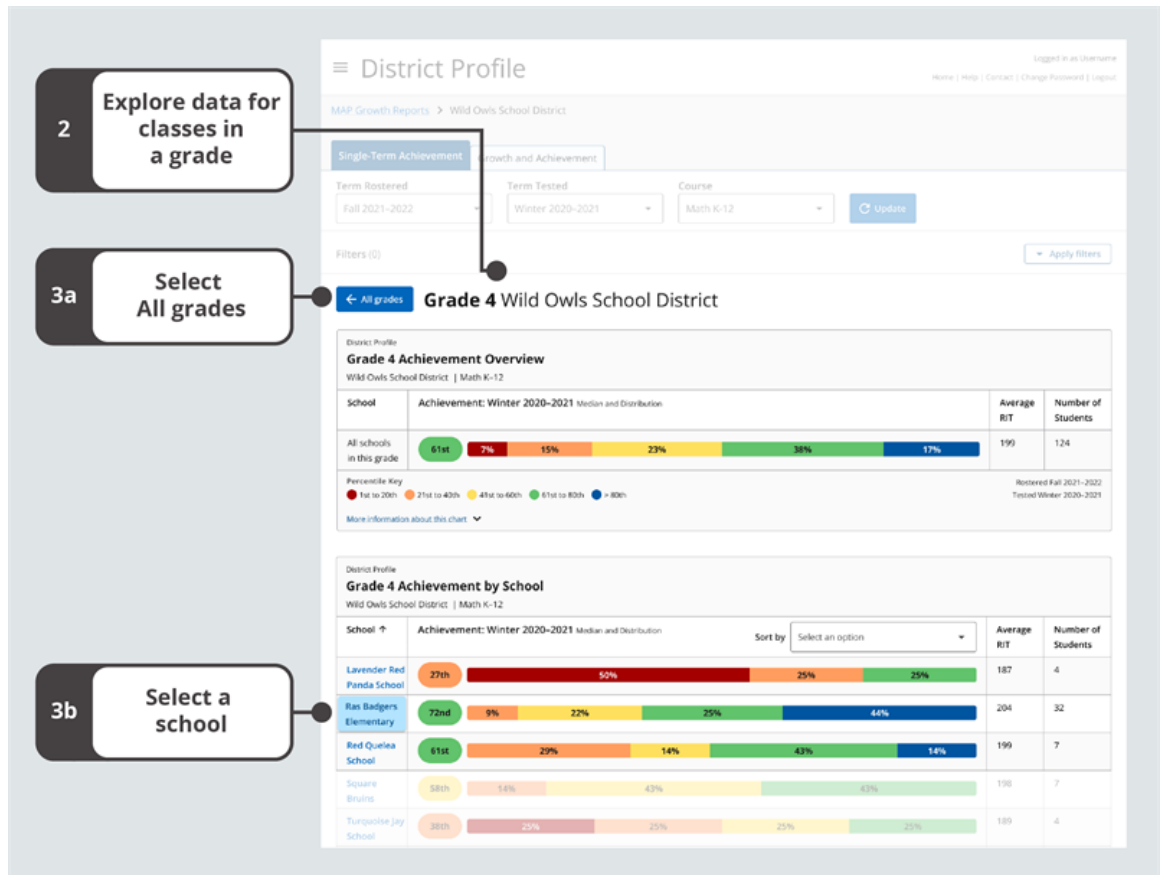 2
Explore data for
classes in
a grade
3a
Select
All grades
3b
Select a
school
District Profile
Logged in as Username
Home | Help | Contact | Change Password | Logout
MAP Growth Reports > Wild Owls School District
Single-Term Achievement
Growth and Achievement
Term Rostered
Term Tested
Course
Fall 2021–2022
Winter 2020–2021
Math K-12
Update
Filters (0)
Apply filters
← All grades
Grade 4 Wild Owls School District
District Profile
Grade 4 Achievement Overview
Wild Owls School District | Math K-12
School
Achievement: Winter 2020–2021 Median and Distribution
Average
RIT
Number of
Students
All schools
in this grade
61st 7% 15% 23% 38% 17%
199
124
Percentile Key
1st to 20th 21st to 40th 41st to 60th 61st to 80th > 80th
Rostered Fall 2021–2022
Tested Winter 2020–2021
More information about this chart
District Profile
Grade 4 Achievement by School
Wild Owls School District | Math K-12
School ↑
Achievement: Winter 2020–2021 Median and Distribution
Sort by
Select an option
Average
RIT
Number of
Students
Lavender Red
Panda School
27th 50% 25% 25%
187
4
Ras Badgers
Elementary
72nd 9% 22% 25% 44%
204
32
Red Quelea
School
61st 29% 14% 43% 14%
199
7
Square
Bruins
58th 14% 43% 43%
198
7
Turquoise Jay
School
38th 25% 25% 25% 25%
189
4